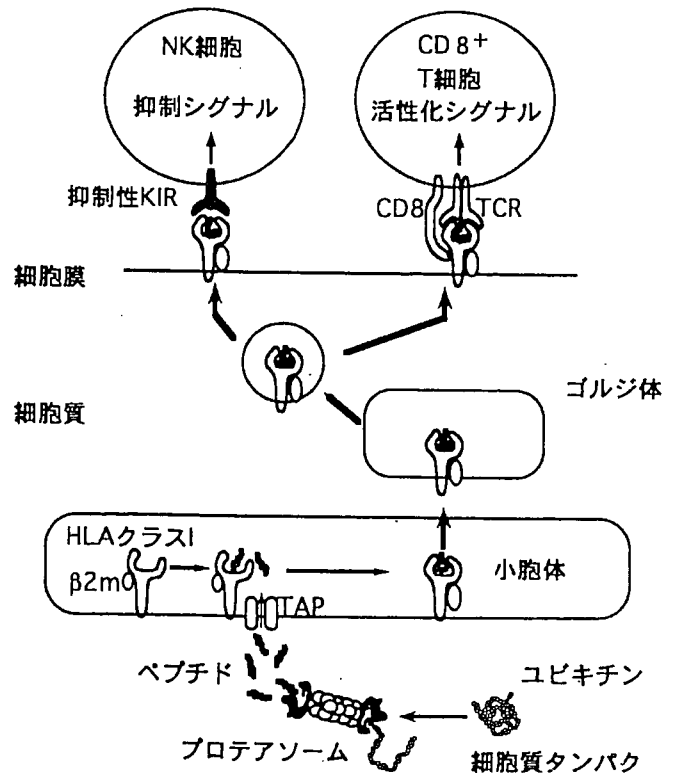 NK細胞
抑制シグナル
CD8+
T細胞
活性化シグナル
抑制性KIR
CD8
TCR
細胞膜
ゴルジ体
細胞質
HLAクラスI
β2m
TAP
小胞体
ペプチド
ユビキチン
プロテアソーム
細胞質タンパク